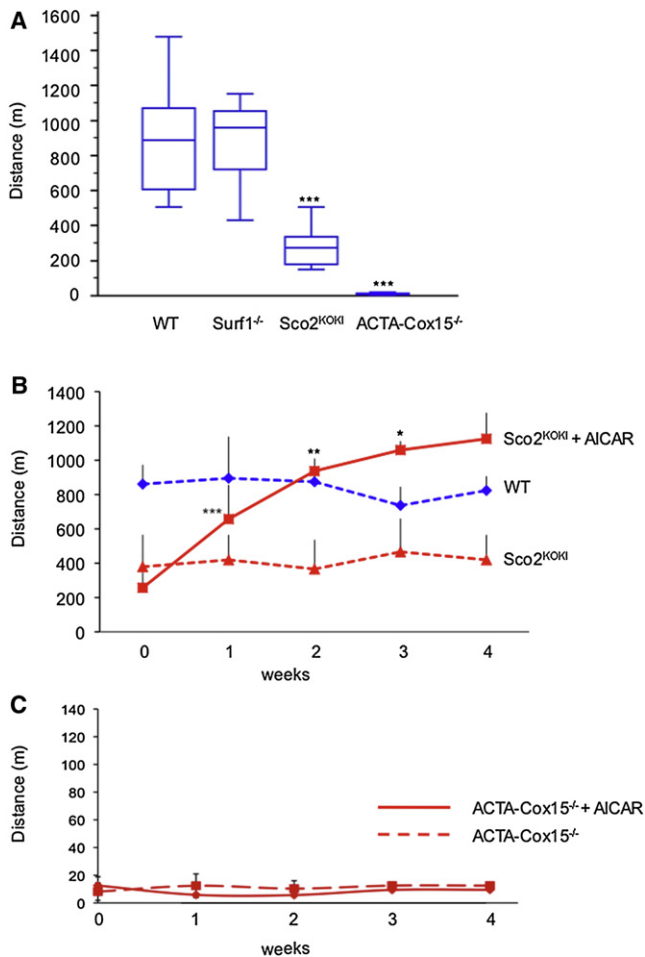 A
Distance (m)
1600
1400
1200
1000
800
600
400
200
0
***
***
WT
Surf1-/-
Sco2KOKI
ACTA-Cox15-/-
B
Distance (m)
1400
1200
1000
800
600
400
200
0
***
**
*
Sco2KOKI + AICAR
WT
Sco2KOKI
0 1 2 3 4
weeks
C
Distance (m)
140
120
100
80
60
40
20
0
ACTA-Cox15-/- + AICAR
ACTA-Cox15-/-
0 1 2 3 4
weeks